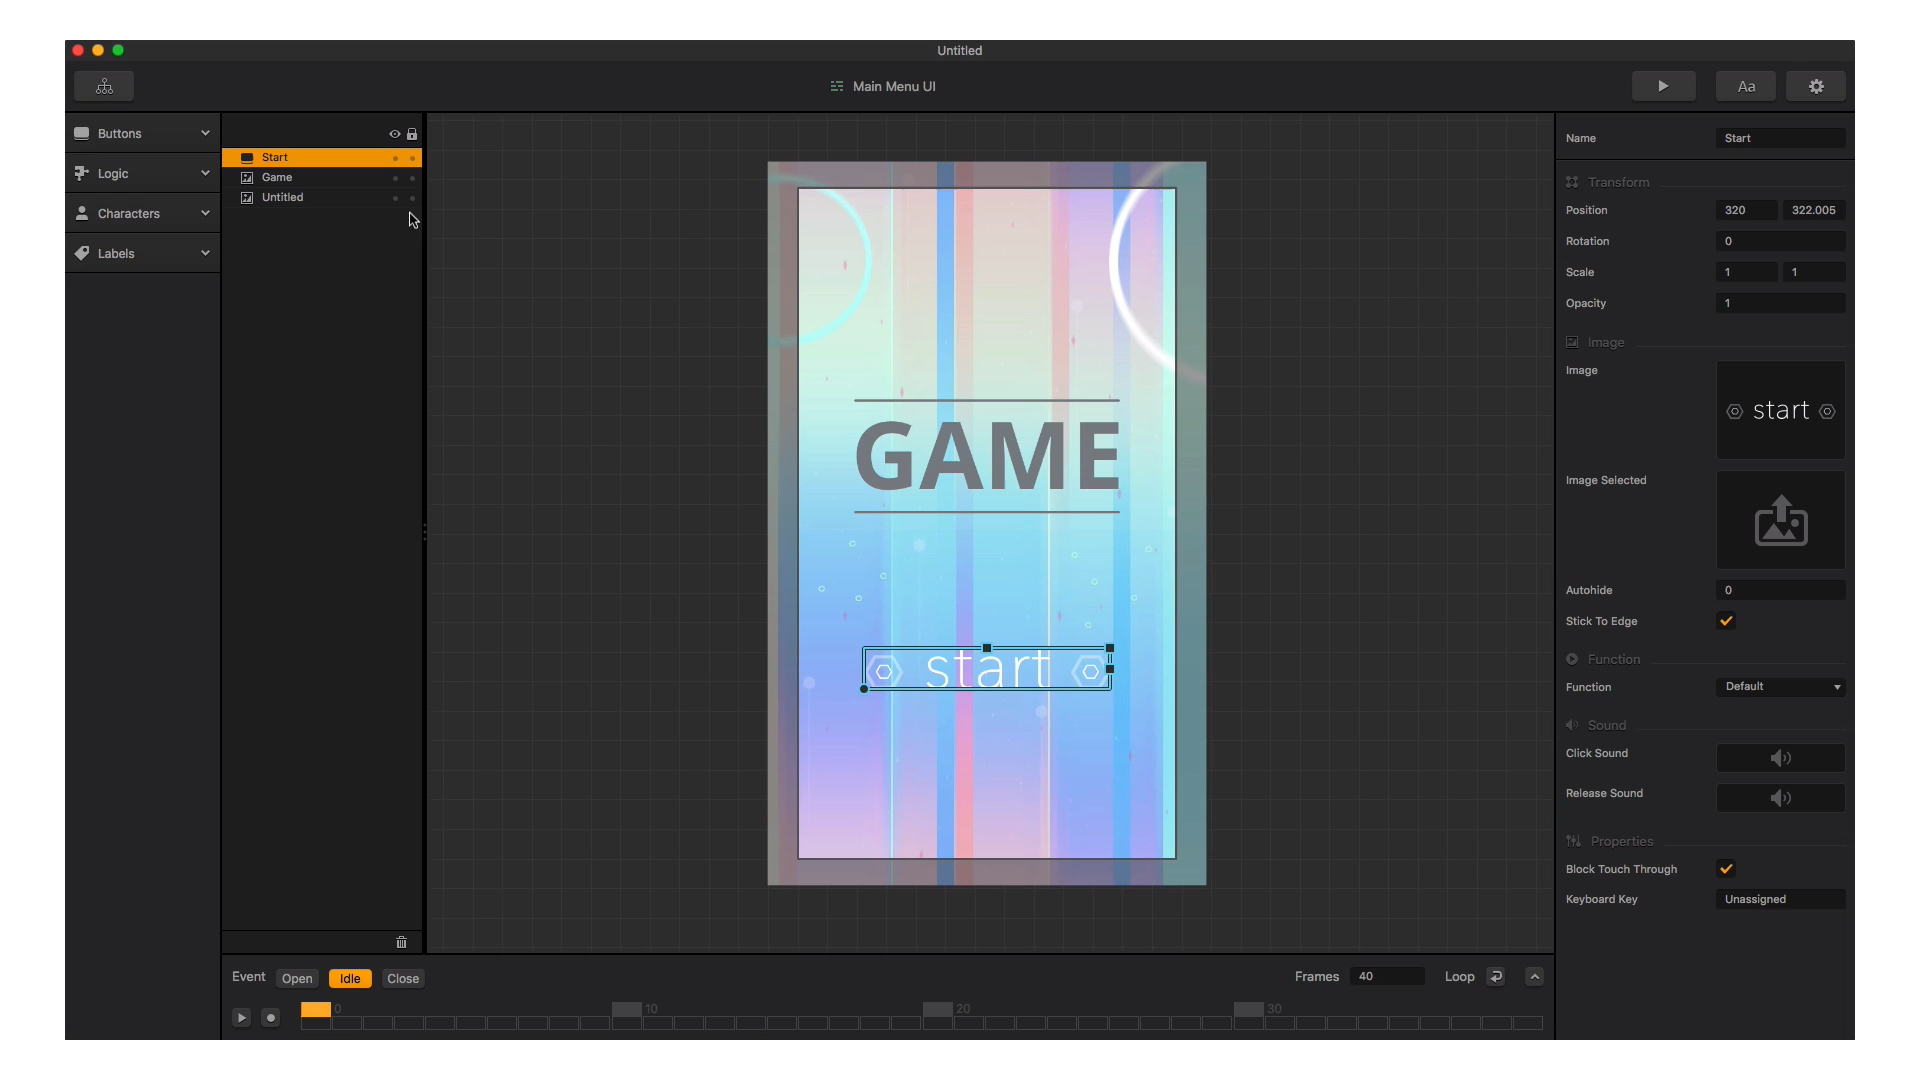 Untitled
Main Menu UI
Aa
Buttons
Logic
Characters
Labels
Start
Game
Untitled
GAME
start
Name
Start
Transform
Position
320
322.005
Rotation
0
Scale
1
1
Opacity
1
Image
Image
start
Image Selected
Autohide
0
Stick To Edge
Function
Function
Default
Sound
Click Sound
Release Sound
Properties
Block Touch Through
Keyboard Key
Unassigned
Event
Open
Idle
Close
Frames
40
Loop
0
10
20
30